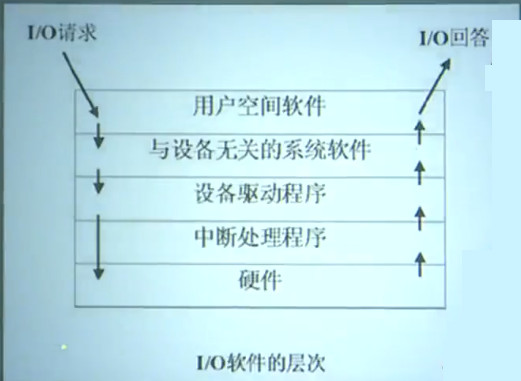 I/O请求
I/O回答
用户空间软件
与设备无关的系统软件
设备驱动程序
中断处理程序
硬件
I/O软件的层次